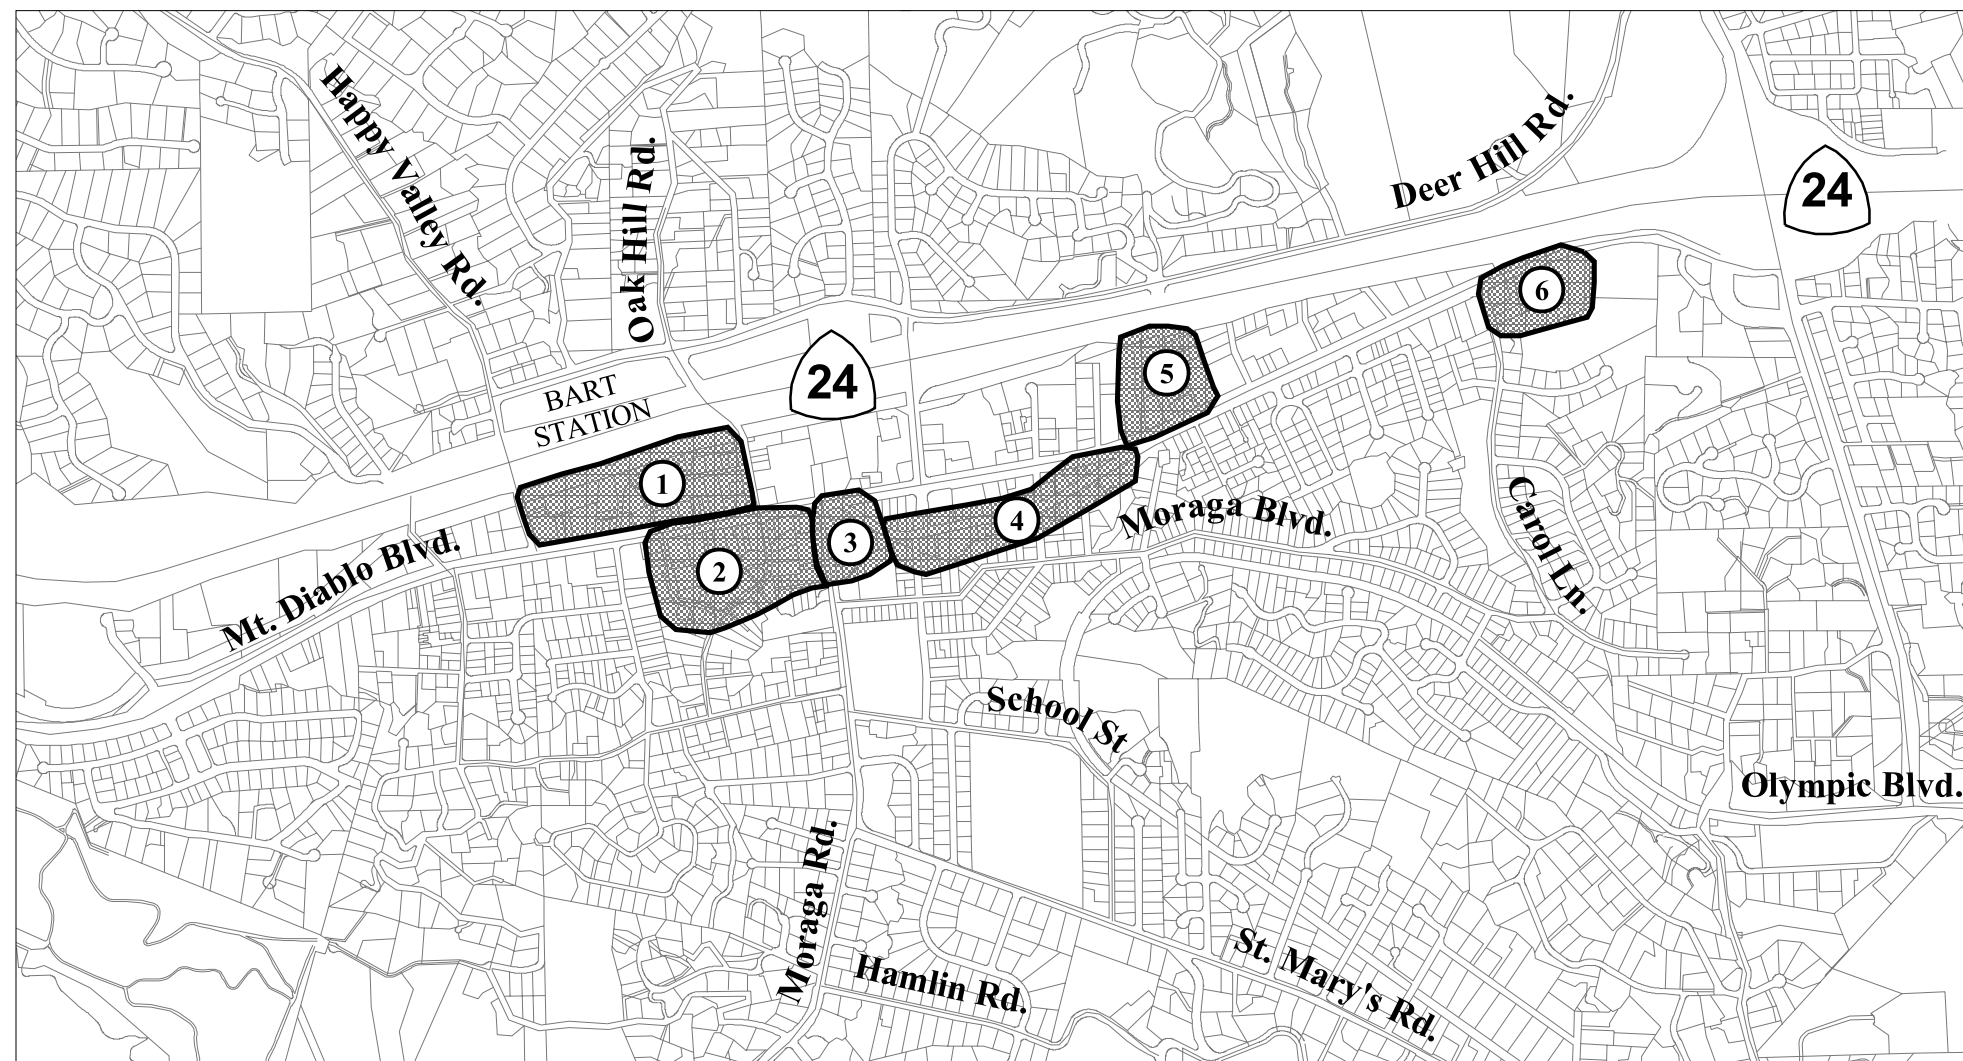 Happy Valley Rd.
Oak Hill Rd.
Deer Hill Rd.
24
6
BART
STATION
24
5
1
4
3
2
Moraga Blvd.
Carol Ln.
Mt. Diablo Blvd.
School St
Olympic Blvd.
Moraga Rd.
Hamlin Rd.
St. Mary's Rd.